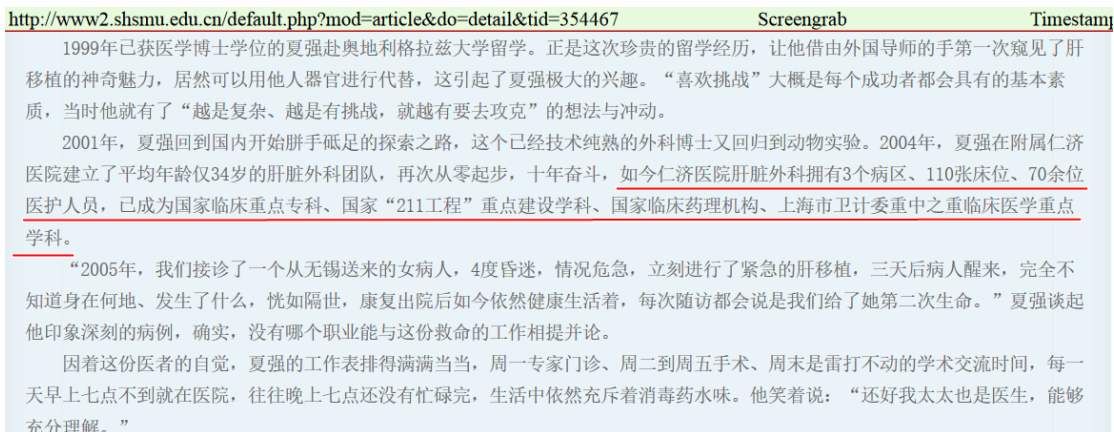 http://www2.shsmu.edu.cn/default.php?mod=article&do=detail&tid=354467 Screengrab Timestamp
1999年已获医学博士学位的夏强赴奥地利格拉兹大学留学。正是这次珍贵的留学经历，让他借由外国导师的手第一次窥见了肝
移植的神奇魅力，居然可以用他人器官进行代替，这引起了夏强极大的兴趣。“喜欢挑战”大概是每个成功者都会具有的基本素
质，当时他就有了“越是复杂、越是有挑战，就越有要去攻克”的想法与冲动。
2001年，夏强回到国内开始胼手砥足的探索之路，这个已经技术纯熟的外科博士又回归到动物实验。2004年，夏强在附属仁济
医院建立了平均年龄仅34岁的肝脏外科团队，再次从零起步，十年奋斗，如今仁济医院肝脏外科拥有3个病区、110张床位、70余位
医护人员，已成为国家临床重点专科、国家“211工程”重点建设学科、国家临床药理机构、上海市卫计委重中之重临床医学重点
学科。
“2005年，我们接诊了一个从无锡送来的女病人，4度昏迷，情况危急，立刻进行了紧急的肝移植，三天后病人醒来，完全不
知道身在何地、发生了什么，恍如隔世，康复出院后如今依然健康生活着，每次随访都会说是我们给了她第二次生命。”夏强谈起
他印象深刻的病例，确实，没有哪个职业能与这份救命的工作相提并论。
因着这份医者的自觉，夏强的工作表排得满满当当，周一专家门诊、周二到周五手术、周末是雷打不动的学术交流时间，每一
天早上七点不到就在医院，往往晚上七点还没有忙碌完，生活中依然充斥着消毒药水味。他笑着说：“还好我太太也是医生，能够
充分理解。”